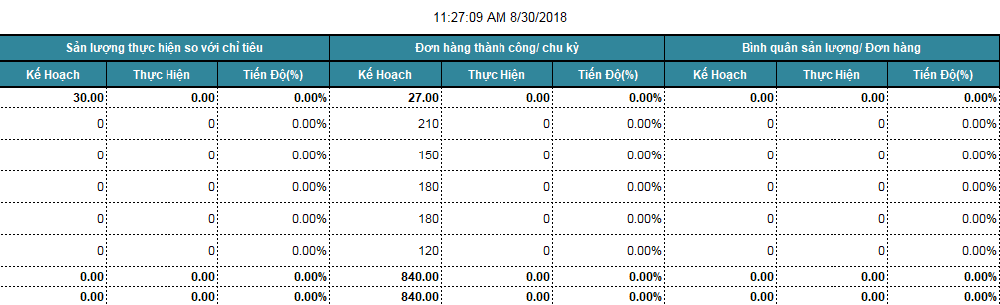 11:27:09 AM 8/30/2018
Sản lượng thực hiện so với chỉ tiêu Đơn hàng thành công/ chu kỳ Bình quân sản lượng/ Đơn hàng
Kế Hoạch Thực Hiện Tiến Độ(%) Kế Hoạch Thực Hiện Tiến Độ(%) Kế Hoạch Thực Hiện Tiến Độ(%)
30.00 0.00 0.00% 27.00 0.00 0.00% 0.00 0.00 0.00%
0 0 0.00% 210 0 0.00% 0 0 0.00%
0 0 0.00% 150 0 0.00% 0 0 0.00%
0 0 0.00% 180 0 0.00% 0 0 0.00%
0 0 0.00% 180 0 0.00% 0 0 0.00%
0 0 0.00% 120 0 0.00% 0 0 0.00%
0.00 0.00 0.00% 840.00 0.00 0.00% 0.00 0.00 0.00%
0.00 0.00 0.00% 840.00 0.00 0.00% 0.00 0.00 0.00%